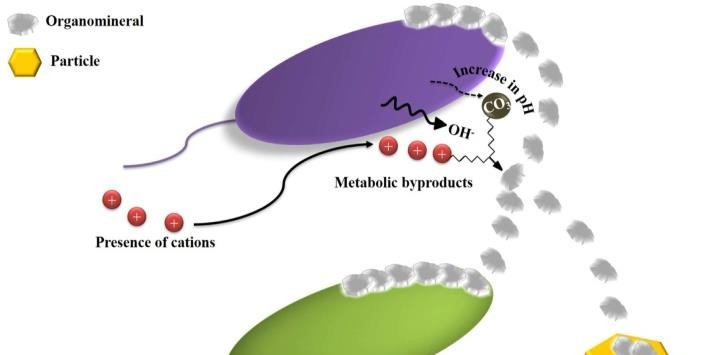 Organomineral
Particle
Increase in pH
CO₃
OH⁻
+ + +
Metabolic byproducts
+
+ +
Presence of cations